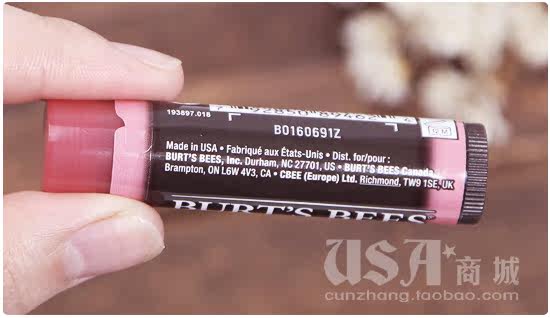 193897.018
B0160691Z
Made in USA • Fabriqué aux États-Unis • Dist. for/pour:
BURT'S BEES, Inc. Durham, NC 27701, US • BURT'S BEES Canada
Brampton, ON L6W 4V3, CA • CBEE (Europe) Ltd. Richmond, TW9 1SE, UK
BURT'S BEES
USA★商城
cunzhang.taobao.com